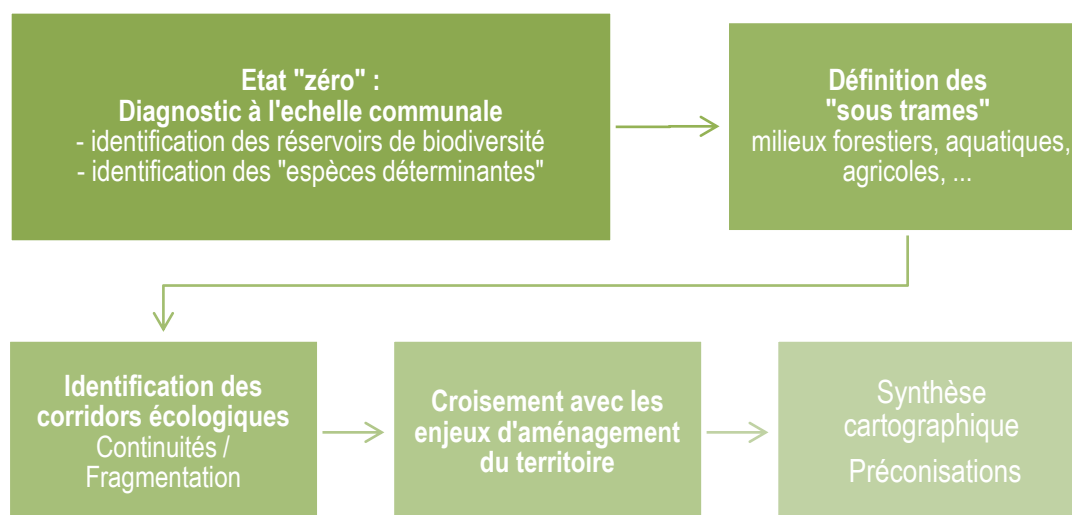 Etat "zéro" :
Diagnostic à l'echelle communale
- identification des réservoirs de biodiversité
- identification des "espèces déterminantes"
Définition des
"sous trames"
milieux forestiers, aquatiques,
agricoles, ...
Identification des
corridors écologiques
Continuités /
Fragmentation
Croisement avec les
enjeux d'aménagement
du territoire
Synthèse
cartographique
Préconisations